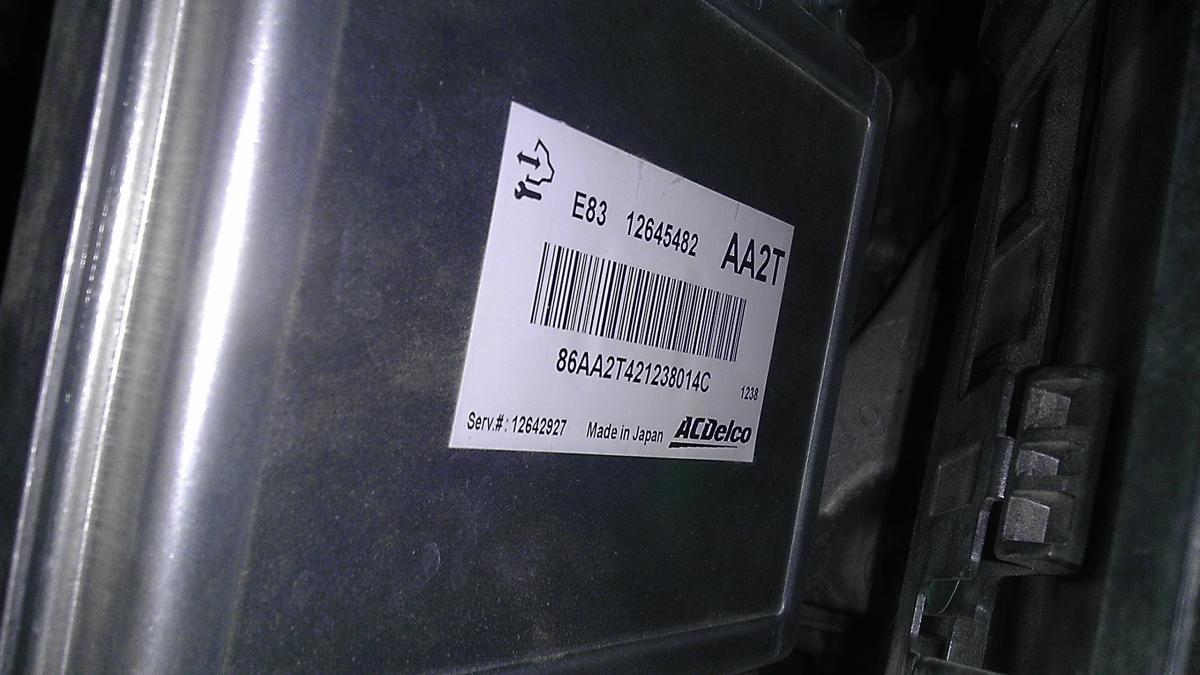 E83 12645482 AA2T
86AA2T421238014C
1238
Serv.#: 12642927 Made in Japan ACDelco